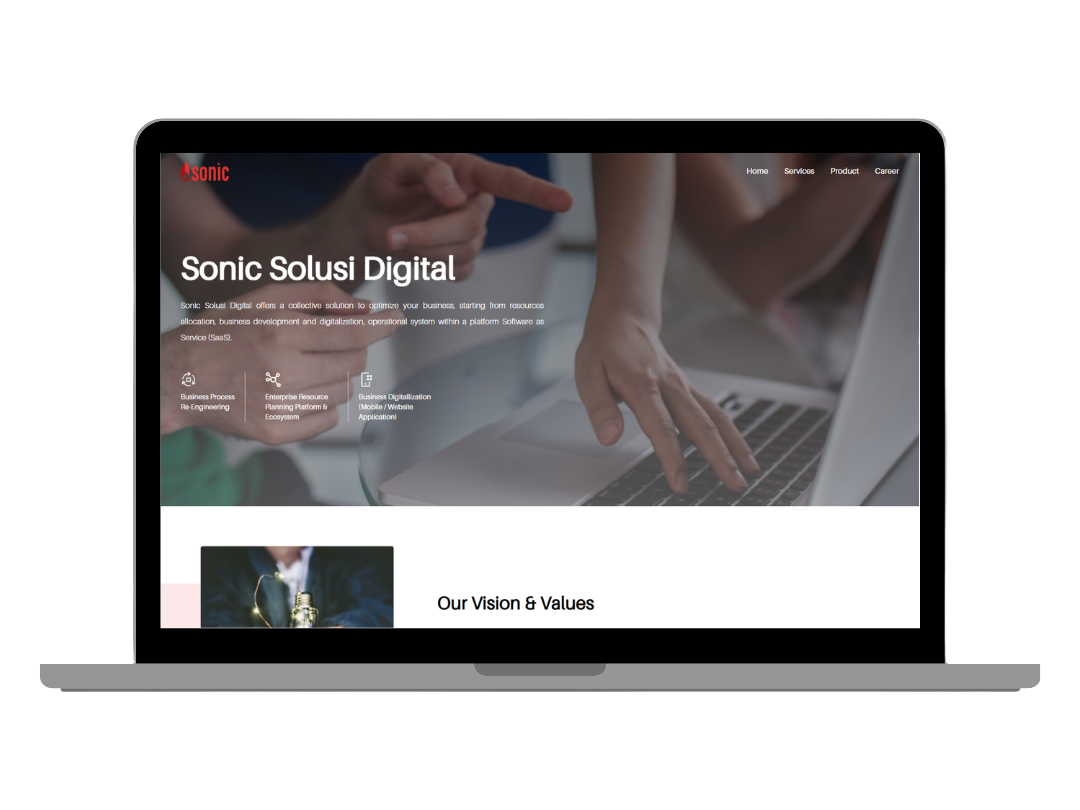 sonic
Home Services Product Career
Sonic Solusi Digital
Sonic Solusi Digital offers a collective solution to optimize your business, starting from resources
allocation, business development and digitalization, operational system within a platform Software as
Service (SaaS).
Business Process
Re-Engineering
Enterprise Resource
Planning Platform &
Ecosystem
Business Digitallization
(Mobile / Website
Application)
Our Vision & Values